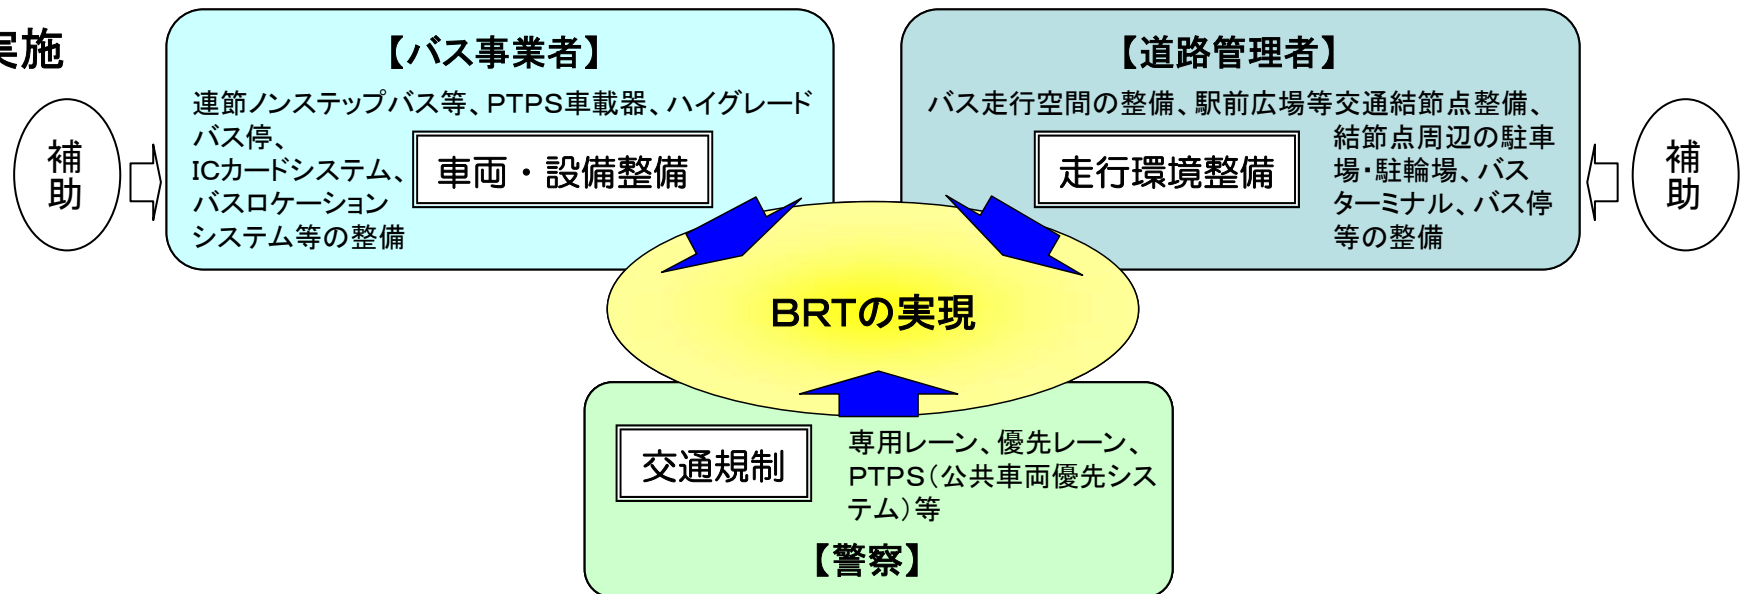 実施
補
助
【バス事業者】
連節ノンステップバス等、PTPS車載器、ハイグレード
バス停、
ICカードシステム、
バスロケーション
システム等の整備
車両・設備整備
【道路管理者】
バス走行空間の整備、駅前広場等交通結節点整備、
結節点周辺の駐車
場・駐輪場、バス
ターミナル、バス停
等の整備
走行環境整備
補
助
BRTの実現
交通規制
専用レーン、優先レーン、
PTPS（公共車両優先シス
テム）等
【警察】